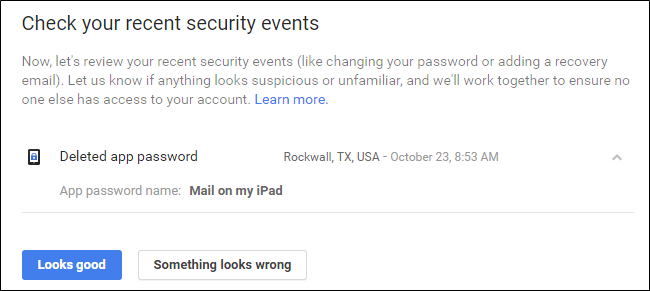 Check your recent security events
Now, let's review your recent security events (like changing your password or adding a recovery
email). Let us know if anything looks suspicious or unfamiliar, and we'll work together to ensure no
one else has access to your account. Learn more.
Deleted app password Rockwall, TX, USA - October 23, 8:53 AM
App password name: Mail on my iPad
Looks good Something looks wrong